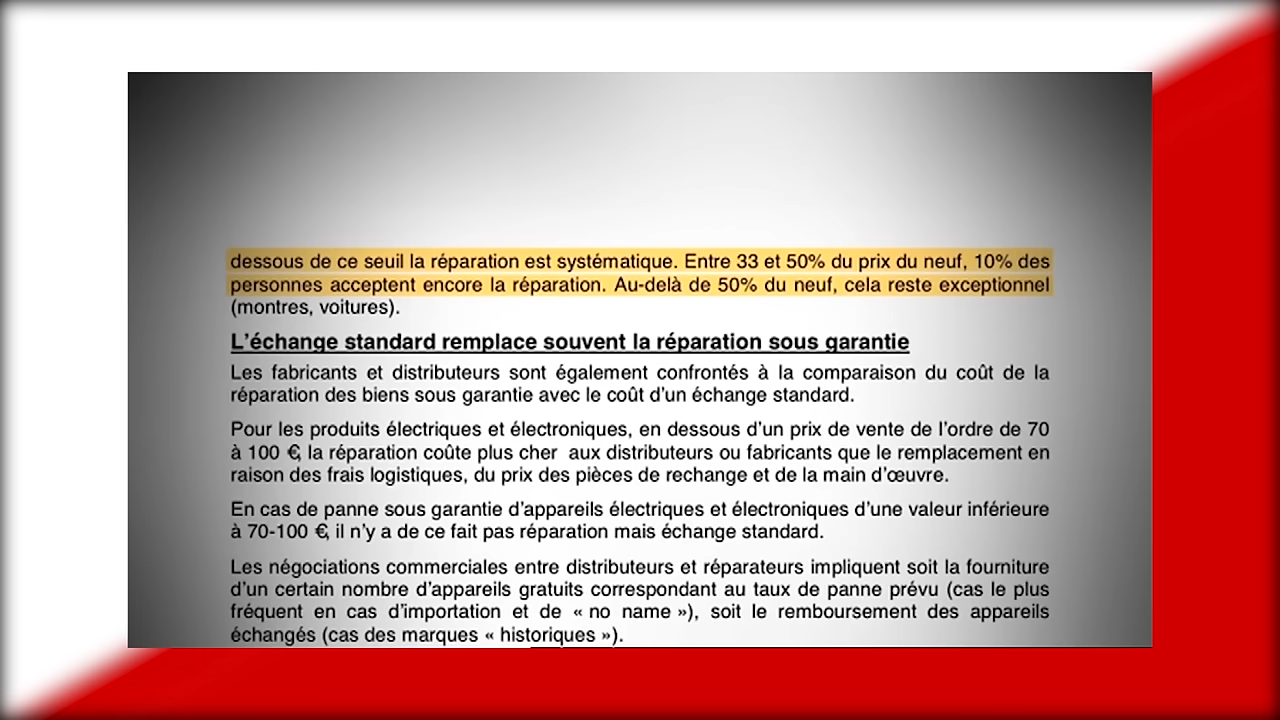 dessous de ce seuil la réparation est systématique. Entre 33 et 50% du prix du neuf, 10% des
personnes acceptent encore la réparation. Au-delà de 50% du neuf, cela reste exceptionnel
(montres, voitures).
L’échange standard remplace souvent la réparation sous garantie
Les fabricants et distributeurs sont également confrontés à la comparaison du coût de la
réparation des biens sous garantie avec le coût d’un échange standard.
Pour les produits électriques et électroniques, en dessous d’un prix de vente de l’ordre de 70
à 100 €, la réparation coûte plus cher aux distributeurs ou fabricants que le remplacement en
raison des frais logistiques, du prix des pièces de rechange et de la main d’œuvre.
En cas de panne sous garantie d’appareils électriques et électroniques d’une valeur inférieure
à 70-100 €, il n’y a de ce fait pas réparation mais échange standard.
Les négociations commerciales entre distributeurs et réparateurs impliquent soit la fourniture
d’un certain nombre d’appareils gratuits correspondant au taux de panne prévu (cas le plus
fréquent en cas d’importation et de « no name »), soit le remboursement des appareils
échangés (cas des marques « historiques »).